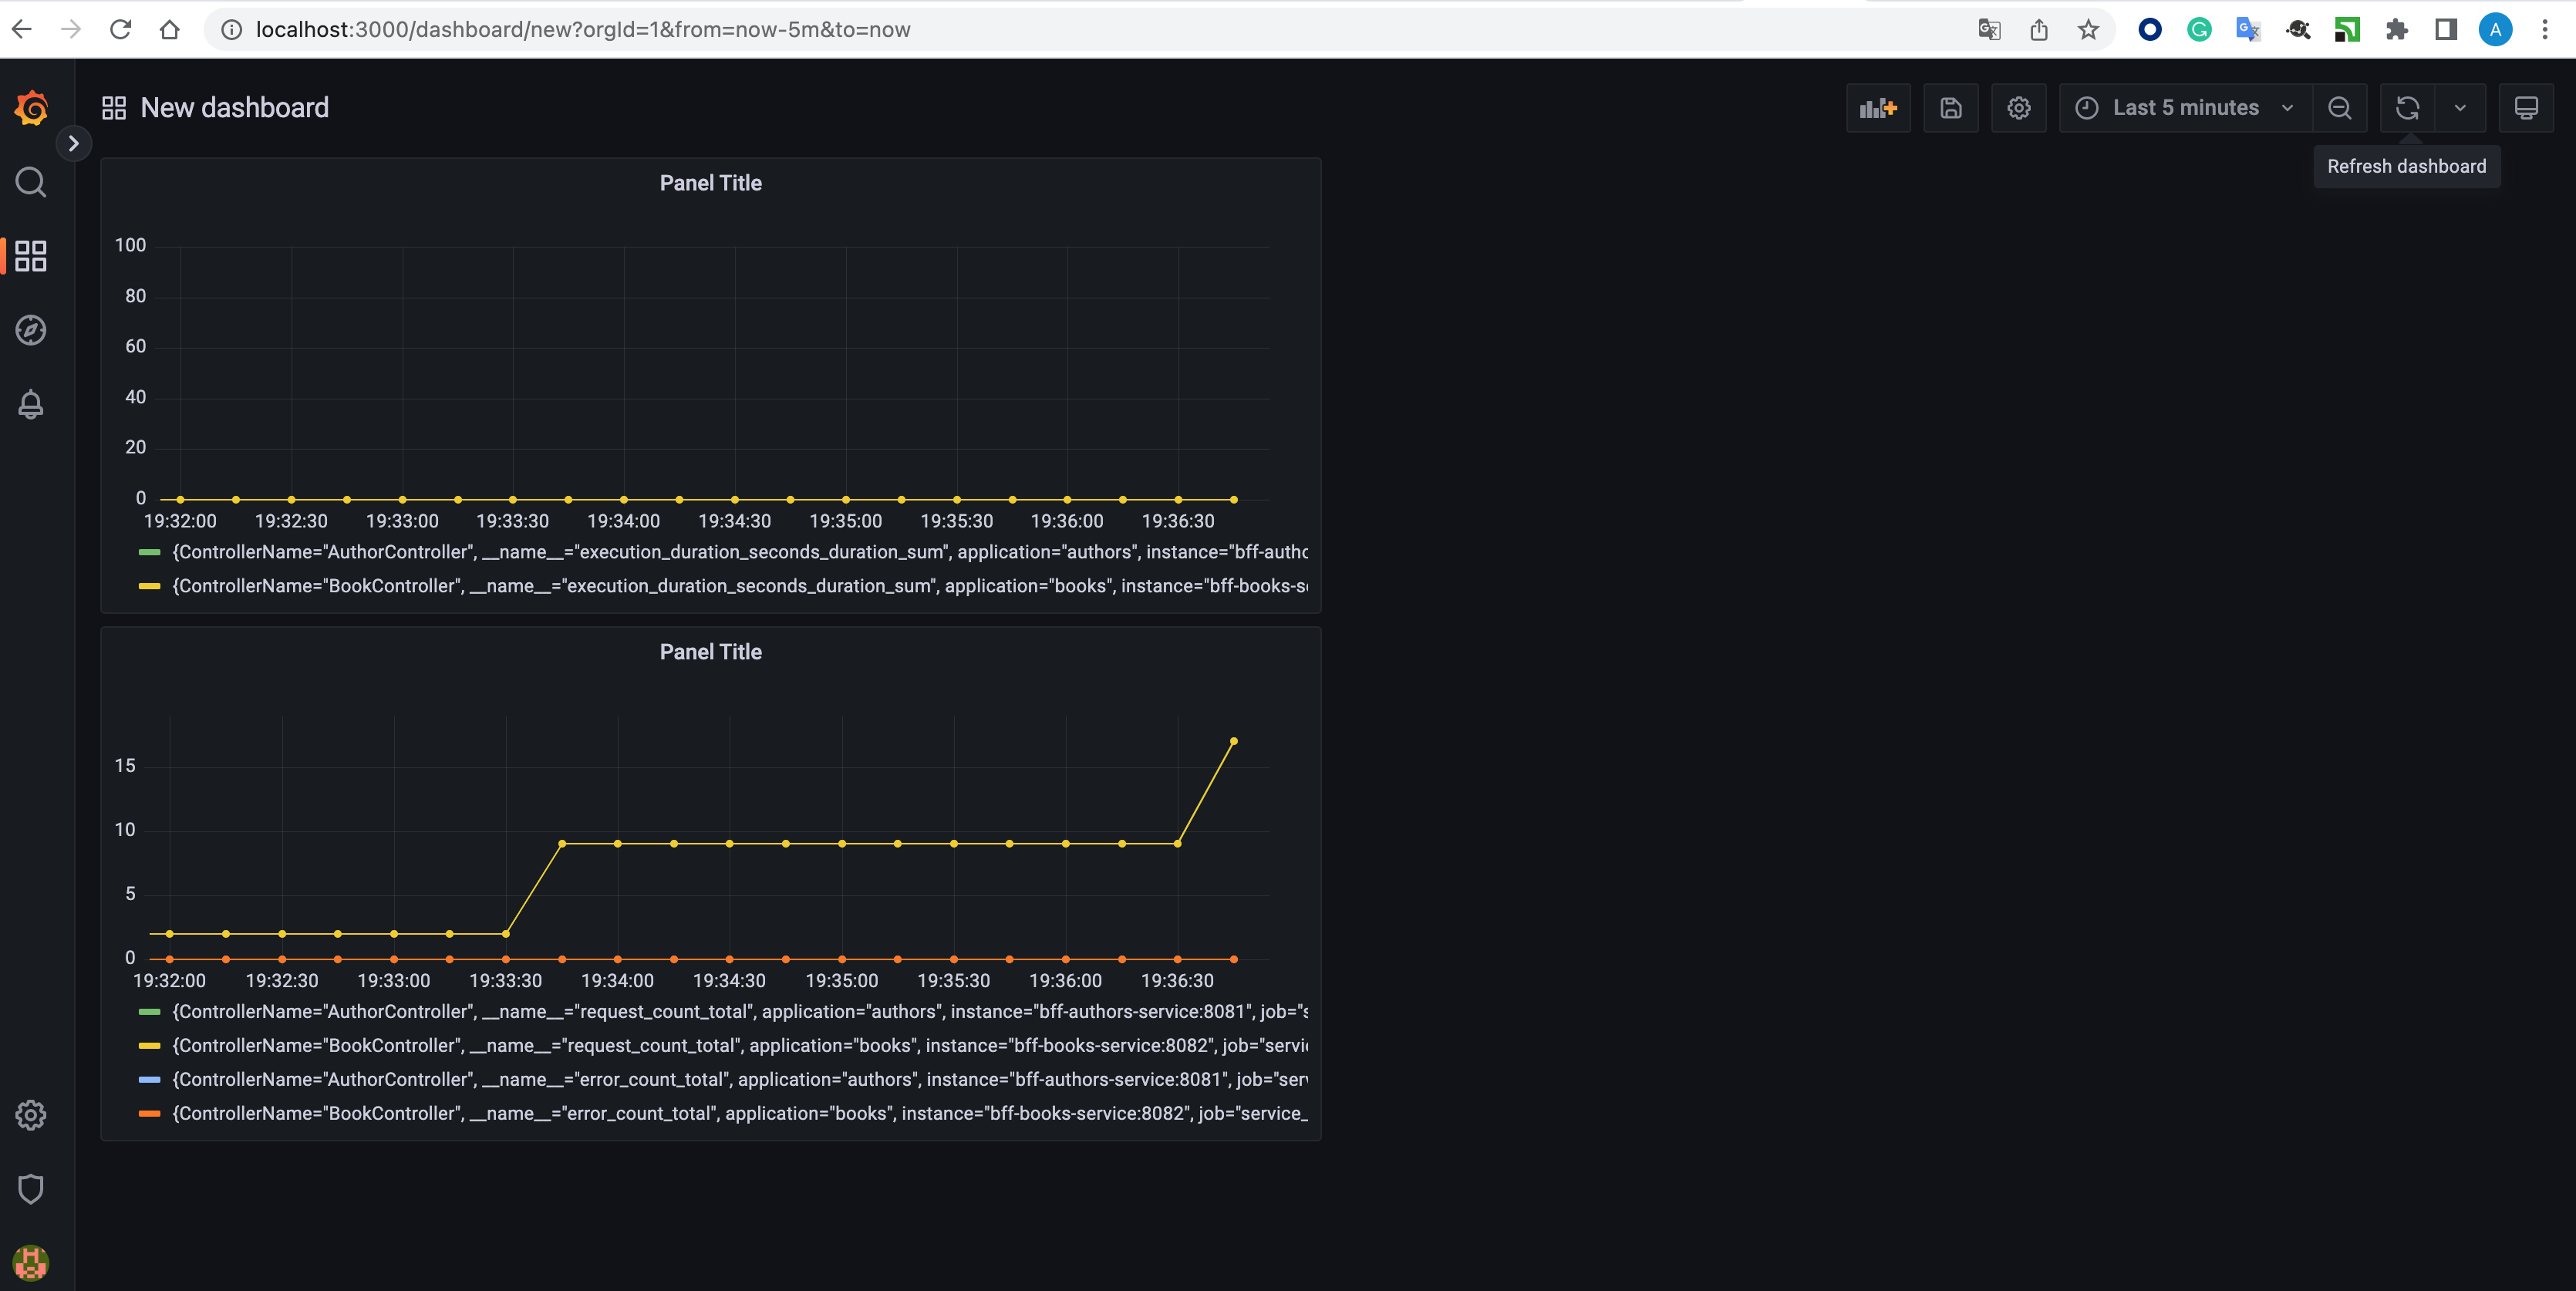 localhost:3000/dashboard/new?orgId=1&from=now-5m&to=now
A
New dashboard
Last 5 minutes
Refresh dashboard
Panel Title
100
80
60
40
20
0
19:32:00 19:32:30 19:33:00 19:33:30 19:34:00 19:34:30 19:35:00 19:35:30 19:36:00 19:36:30
{ControllerName="AuthorController", __name__="execution_duration_seconds_duration_sum", application="authors", instance="bff-autho
{ControllerName="BookController", __name__="execution_duration_seconds_duration_sum", application="books", instance="bff-books-s
Panel Title
15
10
5
0
19:32:00 19:32:30 19:33:00 19:33:30 19:34:00 19:34:30 19:35:00 19:35:30 19:36:00 19:36:30
{ControllerName="AuthorController", __name__="request_count_total", application="authors", instance="bff-authors-service:8081", job="s
{ControllerName="BookController", __name__="request_count_total", application="books", instance="bff-books-service:8082", job="servi
{ControllerName="AuthorController", __name__="error_count_total", application="authors", instance="bff-authors-service:8081", job="ser
{ControllerName="BookController", __name__="error_count_total", application="books", instance="bff-books-service:8082", job="service_